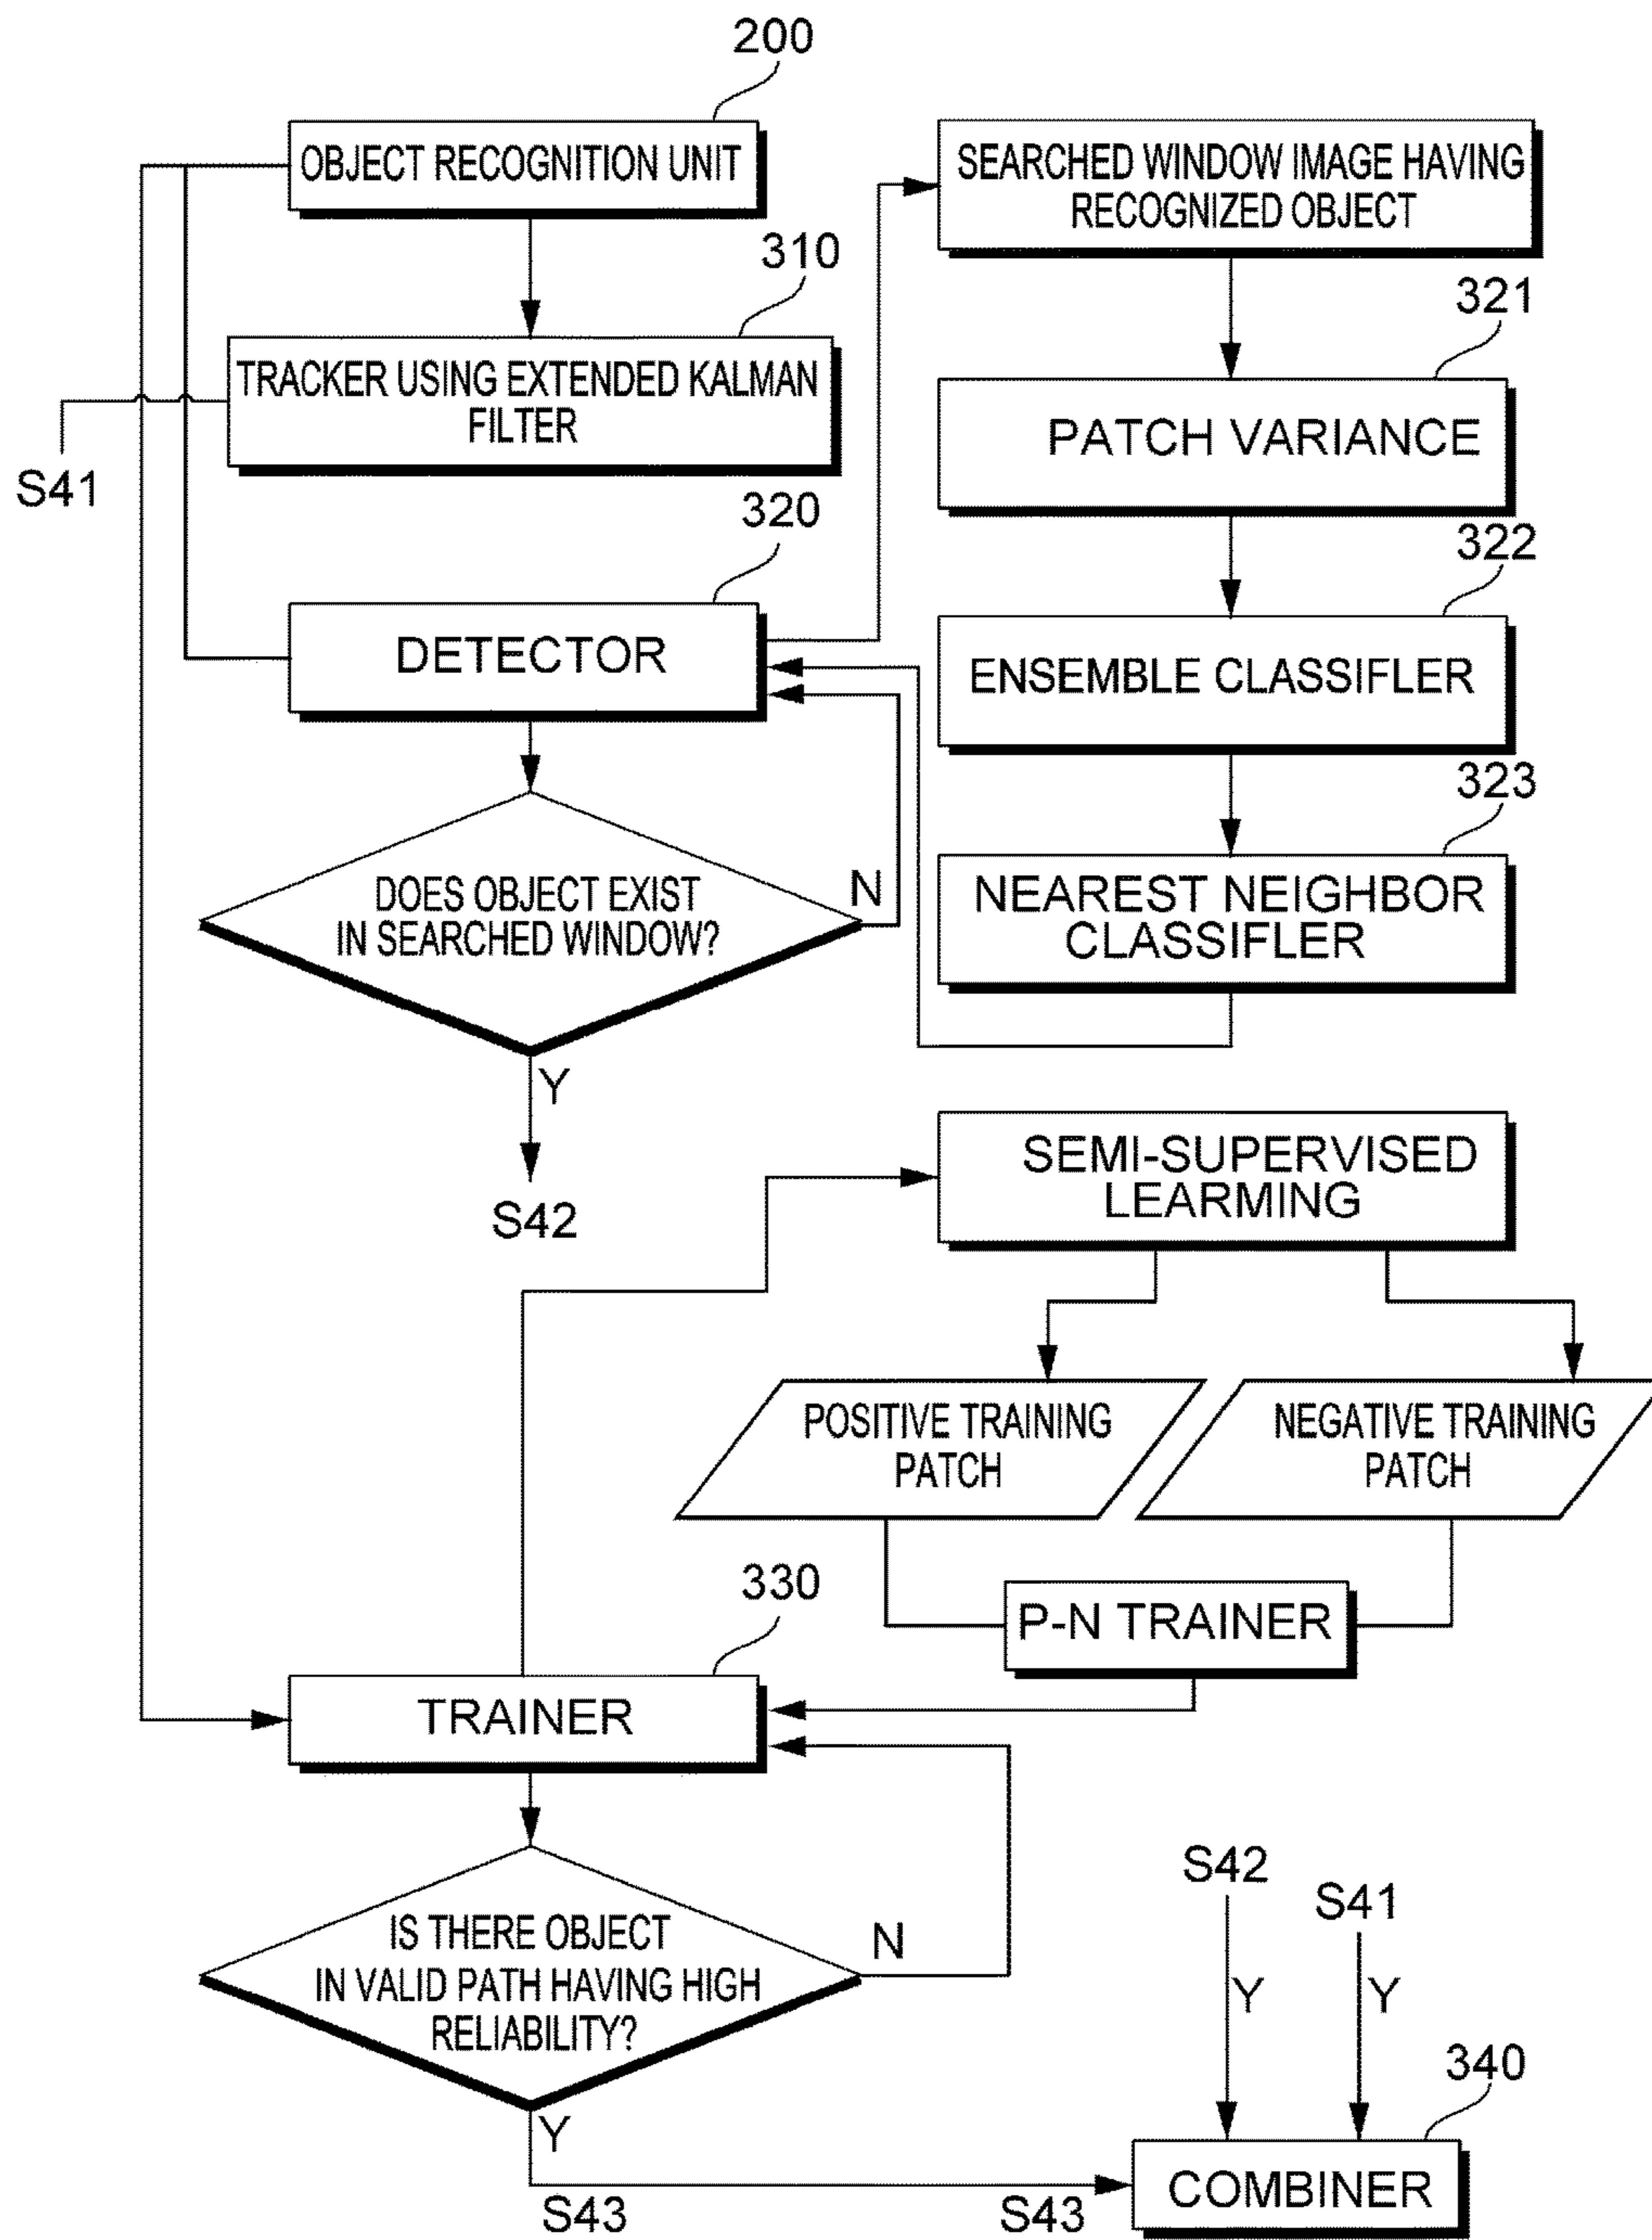 200
OBJECT RECOGNITION UNIT
SEARCHED WINDOW IMAGE HAVING
RECOGNIZED OBJECT
310
TRACKER USING EXTENDED KALMAN
FILTER
S41
321
PATCH VARIANCE
320
DETECTOR
322
ENSEMBLE CLASSIFLER
323
NEAREST NEIGHBOR
CLASSIFLER
DOES OBJECT EXIST
IN SEARCHED WINDOW?
N
Y
S42
SEMI-SUPERVISED
LEARMING
POSITIVE TRAINING
PATCH
NEGATIVE TRAINING
PATCH
P-N TRAINER
330
TRAINER
IS THERE OBJECT
IN VALID PATH HAVING HIGH
RELIABILITY?
N
Y
S43
S43
S42
S41
Y
Y
340
COMBINER